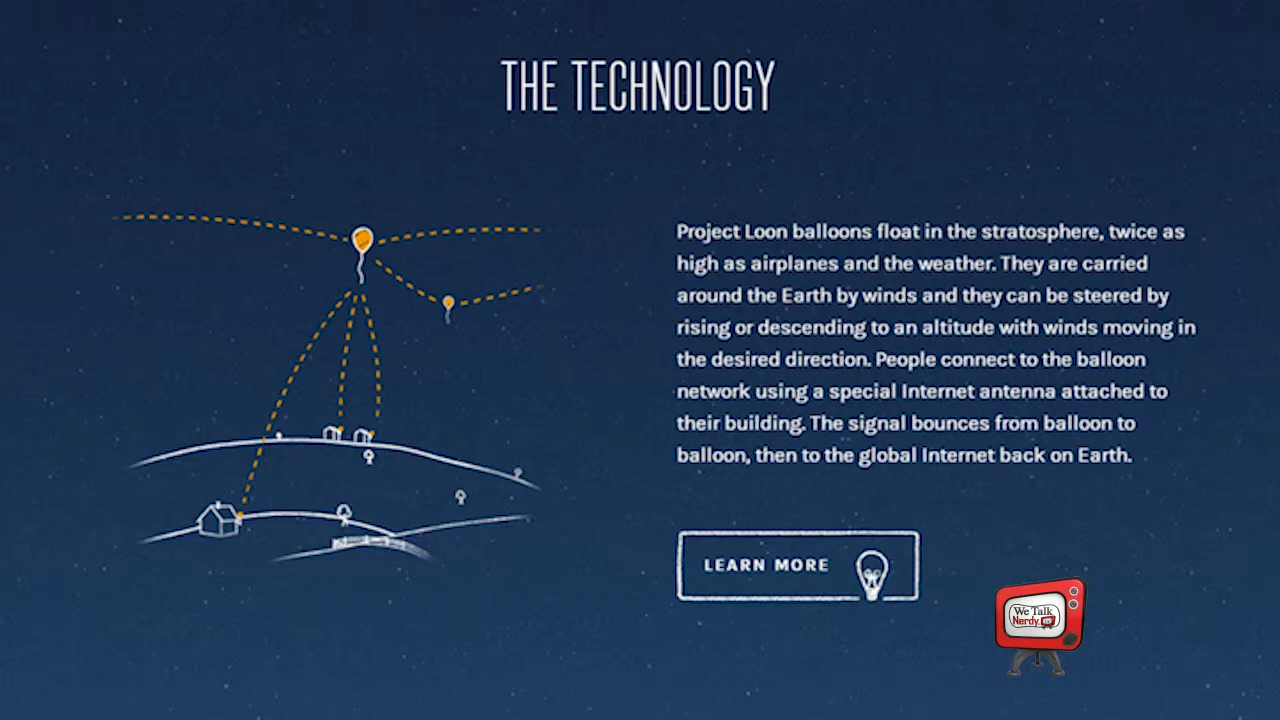 THE TECHNOLOGY
Project Loon balloons float in the stratosphere, twice as
high as airplanes and the weather. They are carried
around the Earth by winds and they can be steered by
rising or descending to an altitude with winds moving in
the desired direction. People connect to the balloon
network using a special Internet antenna attached to
their building. The signal bounces from balloon to
balloon, then to the global Internet back on Earth.
LEARN MORE
We Talk
Nerdy